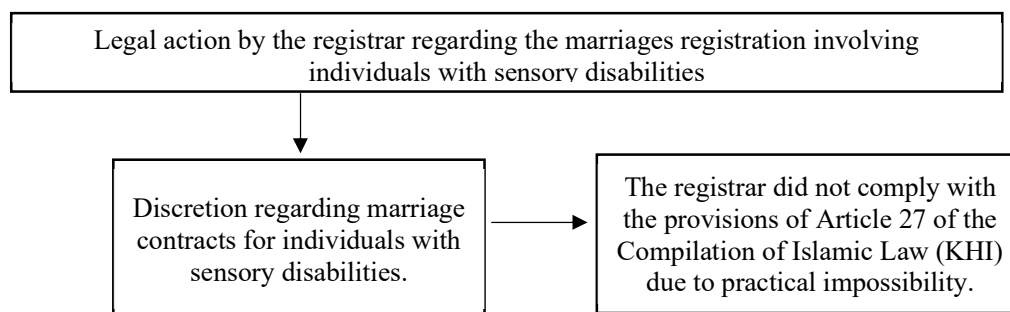 Legal action by the registrar regarding the marriages registration involving
individuals with sensory disabilities
Discretion regarding marriage
contracts for individuals with
sensory disabilities.
The registrar did not comply with
the provisions of Article 27 of the
Compilation of Islamic Law (KHI)
due to practical impossibility.